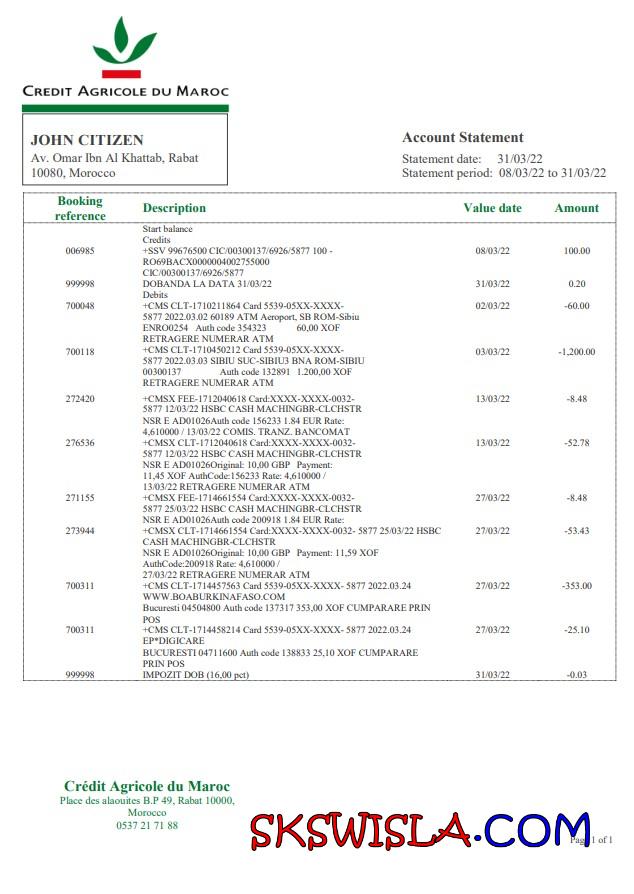 CREDIT AGRICOLE DU MAROC
JOHN CITIZEN
Av. Omar Ibn Al Khattab, Rabat
10080, Morocco
Account Statement
Statement date: 31/03/22
Statement period: 08/03/22 to 31/03/22
Booking reference Description Value date Amount
Start balance
Credits
006985 +SSV 99676500 CIC/00300137/6926/5877 100 - 08/03/22 100.00
RO69BACX0000004002755000
CIC/00300137/6926/5877
999998 DOBANDA LA DATA 31/03/22 31/03/22 0.20
Debits
700048 +CMS CLT-1710211864 Card 5539-05XX-XXXX- 02/03/22 -60.00
5877 2022.03.02 60189 ATM Aeroport, SB ROM-Sibiu
ENRO0254 Auth code 354323 60,00 XOF
RETRAGERE NUMERAR ATM
700118 +CMS CLT-1710450212 Card 5539-05XX-XXXX- 03/03/22 -1,200.00
5877 2022.03.03 SIBIU SUC-SIBIU3 BNA ROM-SIBIU
00300137 Auth code 132891 1.200,00 XOF
RETRAGERE NUMERAR ATM
272420 +CMSX FEE-1712040618 Card:XXXX-XXXX-0032- 13/03/22 -8.48
5877 12/03/22 HSBC CASH MACHINGBR-CLCHSTR
NSR E AD01026Auth code 156233 1.84 EUR Rate:
4,610000 / 13/03/22 COMIS. TRANZ. BANCOMAT
276536 +CMSX CLT-1712040618 Card:XXXX-XXXX-0032- 13/03/22 -52.78
5877 12/03/22 HSBC CASH MACHINGBR-CLCHSTR
NSR E AD01026Original: 10,00 GBP Payment:
11,45 XOF AuthCode:156233 Rate: 4,610000 /
13/03/22 RETRAGERE NUMERAR ATM
271155 +CMSX FEE-1714661554 Card:XXXX-XXXX-0032- 27/03/22 -8.48
5877 25/03/22 HSBC CASH MACHINGBR-CLCHSTR
NSR E AD01026Auth code 200918 1.84 EUR Rate:
273944 +CMSX CLT-1714661554 Card:XXXX-XXXX-0032- 5877 25/03/22 HSBC 27/03/22 -53.43
CASH MACHINGBR-CLCHSTR
NSR E AD01026Original: 10,00 GBP Payment: 11,59 XOF
AuthCode:200918 Rate: 4,610000 /
27/03/22 RETRAGERE NUMERAR ATM
700311 +CMS CLT-1714457563 Card 5539-05XX-XXXX- 5877 2022.03.24 27/03/22 -353.00
WWW.BOABURKINAFASO.COM
Bucuresti 04504800 Auth code 137317 353,00 XOF CUMPARARE PRIN
POS
700311 +CMS CLT-1714458214 Card 5539-05XX-XXXX- 5877 2022.03.24 27/03/22 -25.10
EP*DIGICARE
BUCURESTI 04711600 Auth code 138833 25,10 XOF CUMPARARE
PRIN POS
999998 IMPOZIT DOB (16,00 pct) 31/03/22 -0.03
Crédit Agricole du Maroc
Place des alaouites B.P 49, Rabat 10000,
Morocco
0537 21 71 88
SKSWISLA.COM
Page 1 of 1